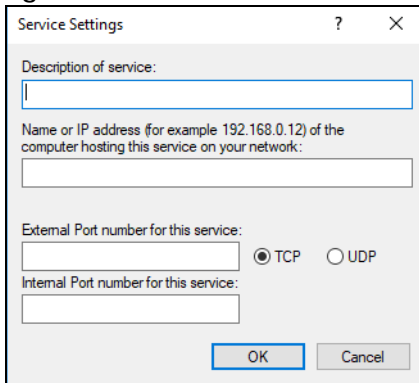 Service Settings ?
Description of service:
Name or IP address (for example 192.168.0.12) of the
computer hosting this service on your network:
External Port number for this service:
TCP UDP
Internal Port number for this service:
OK Cancel